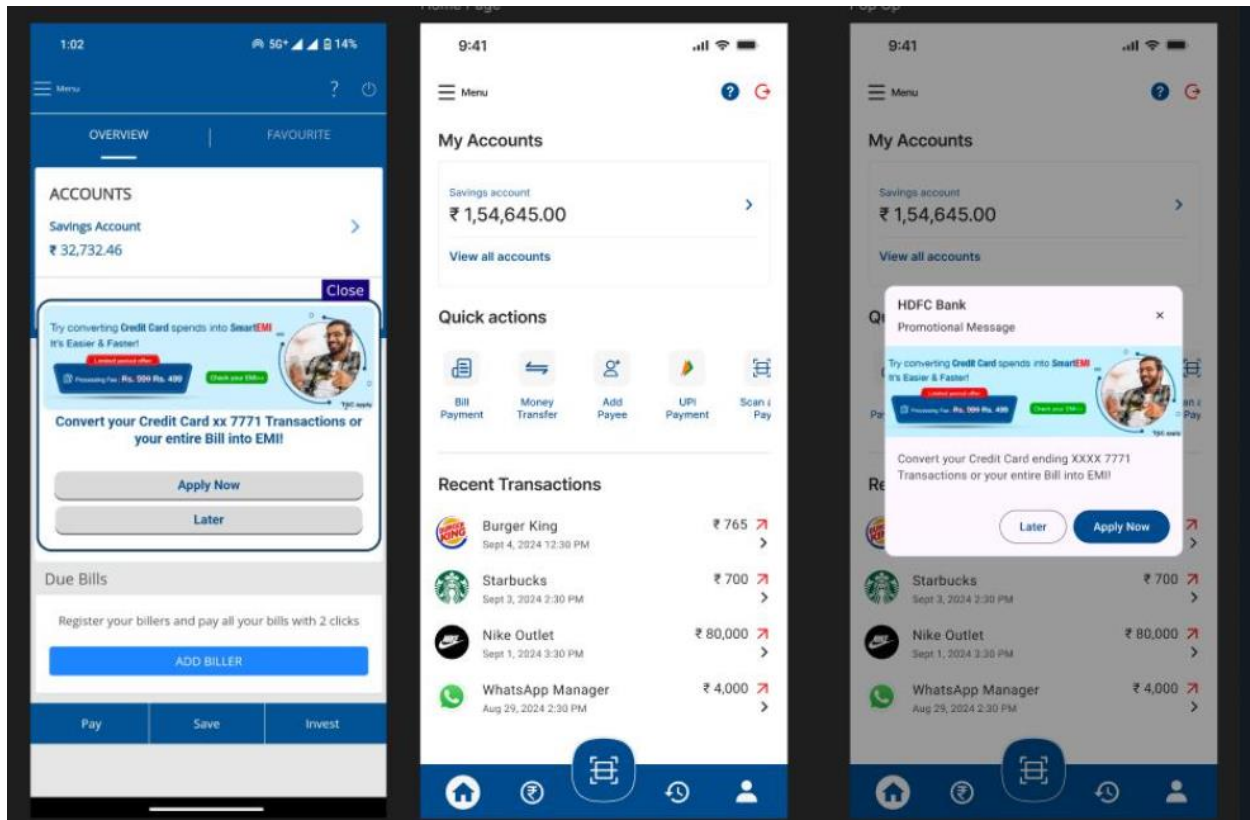 Home Page
Pop Up
1:02
5G+ 14%
Menu
?
OVERVIEW | FAVOURITE
ACCOUNTS
Savings Account
₹ 32,732.46
Close
Try converting Credit Card spends into SmartEMI
It's Easier & Faster!
Limited period offer
Processing Fee : Rs. 999 Rs. 499
Check your EMI>>
T&C apply
Convert your Credit Card xx 7771 Transactions or
your entire Bill into EMI!
Apply Now
Later
Due Bills
Register your billers and pay all your bills with 2 clicks
ADD BILLER
Pay
Save
Invest
9:41
Menu
?
My Accounts
Savings account
₹ 1,54,645.00
View all accounts
Quick actions
Bill
Payment
Money
Transfer
Add
Payee
UPI
Payment
Scan &
Pay
Recent Transactions
BURGER
KING
Burger King
₹ 765
Sept 4, 2024 12:30 PM
Starbucks
₹ 700
Sept 3, 2024 2:30 PM
Nike Outlet
₹ 80,000
Sept 1, 2024 3:30 PM
WhatsApp Manager
₹ 4,000
Aug 29, 2024 2:30 PM
₹
9:41
Menu
?
My Accounts
Savings account
₹ 1,54,645.00
View all accounts
HDFC Bank
Promotional Message
Try converting Credit Card spends into SmartEMI
It's Easier & Faster!
Limited period offer
Processing Fee : Rs. 999 Rs. 499
Check your EMI>>
T&C apply
Convert your Credit Card ending XXXX 7771
Transactions or your entire Bill into EMI!
Later
Apply Now
Pay
Starbucks
₹ 700
Sept 3, 2024 2:30 PM
Nike Outlet
₹ 80,000
Sept 1, 2024 3:30 PM
WhatsApp Manager
₹ 4,000
Aug 29, 2024 2:30 PM
₹